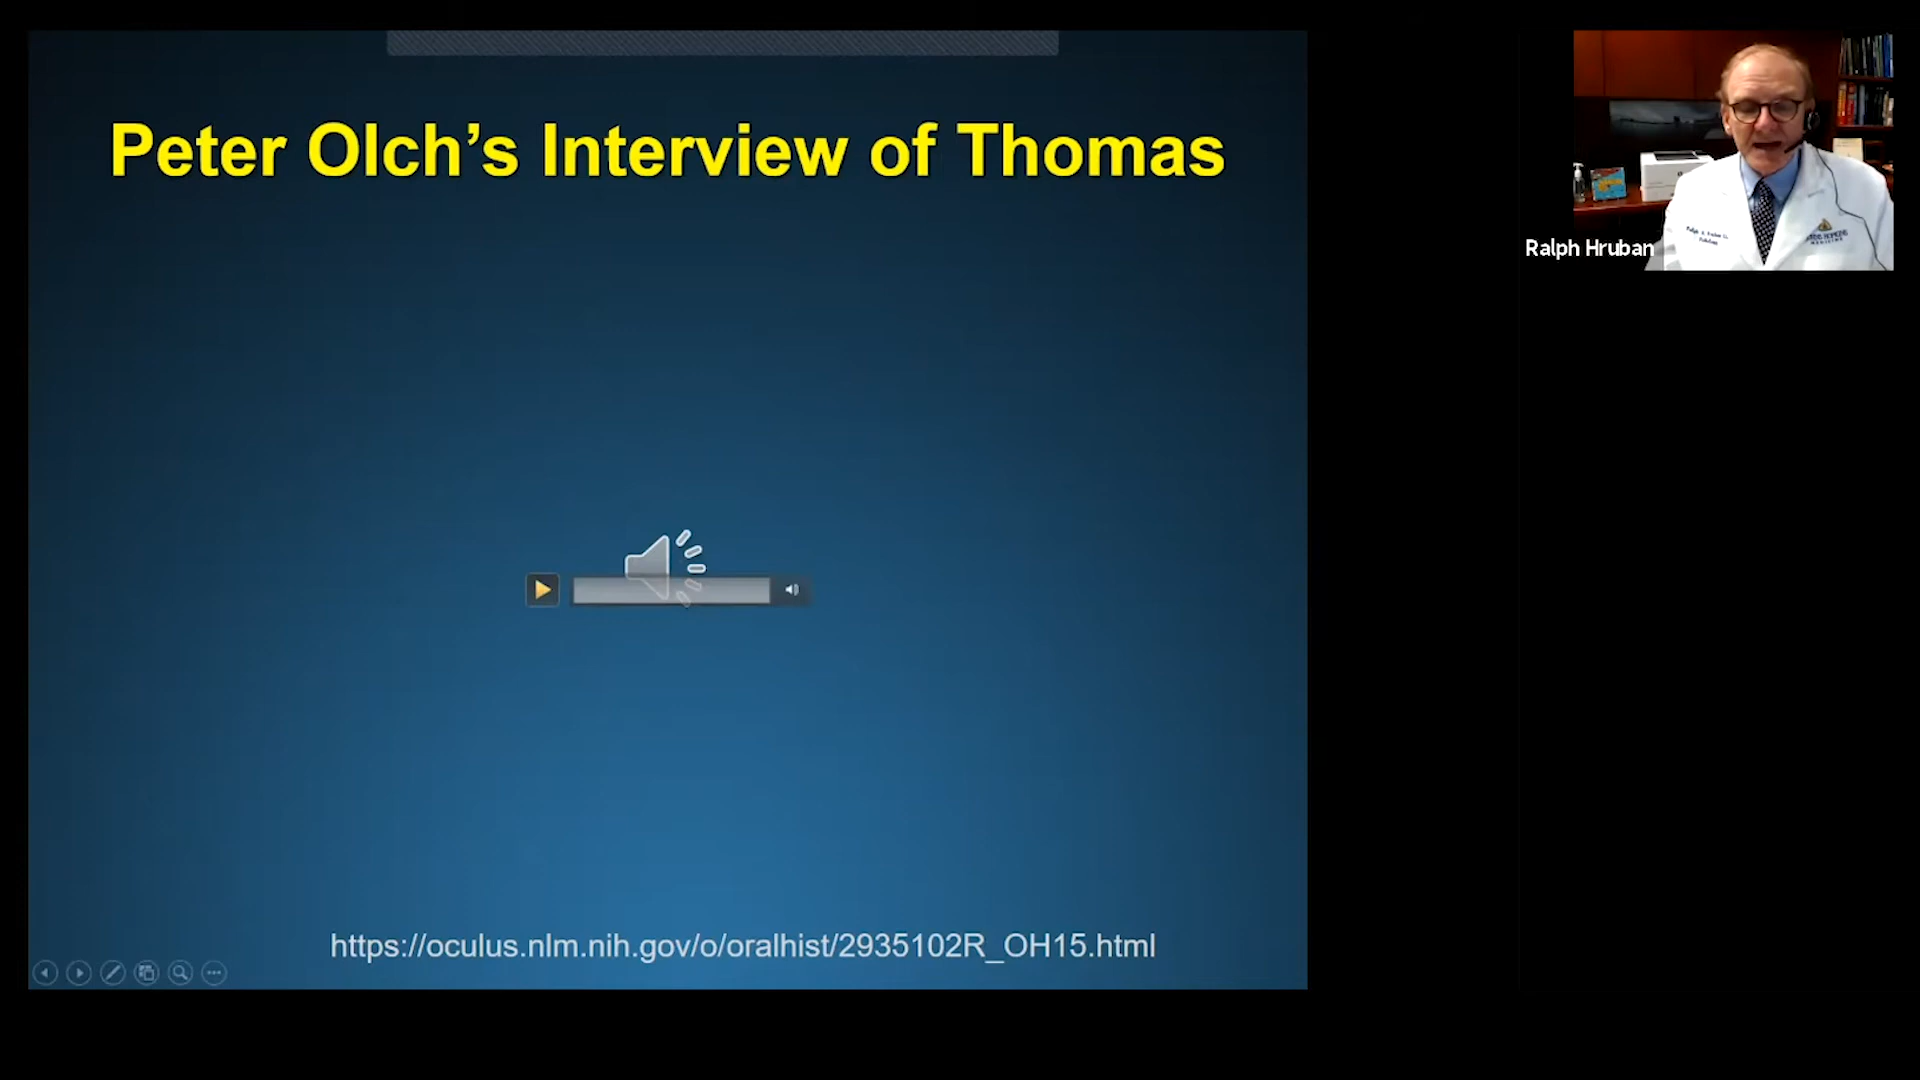 Peter Olch’s Interview of Thomas
Ralph Hruban
https://oculus.nlm.nih.gov/o/oralhist/2935102R_OH15.html